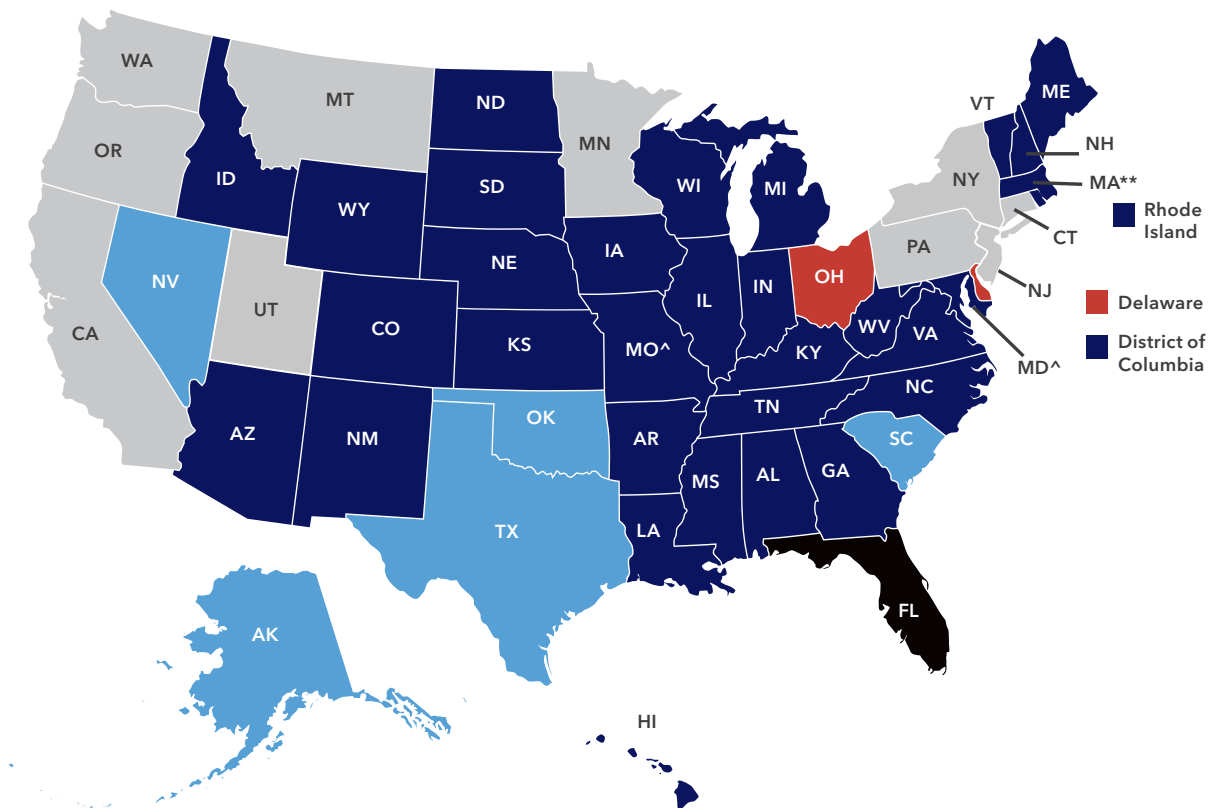 WA
MT
ND
MN
VT
ME
OR
ID
SD
WI
MI
NY
NH
MA**
WY
Rhode
Island
CT
NV
NE
IA
PA
UT
IL
IN
OH
NJ
CA
CO
KS
MO^
WV
VA
Delaware
KY
District of
Columbia
MD^
AZ
NM
OK
AR
TN
NC
SC
TX
MS
AL
GA
LA
AK
FL
HI